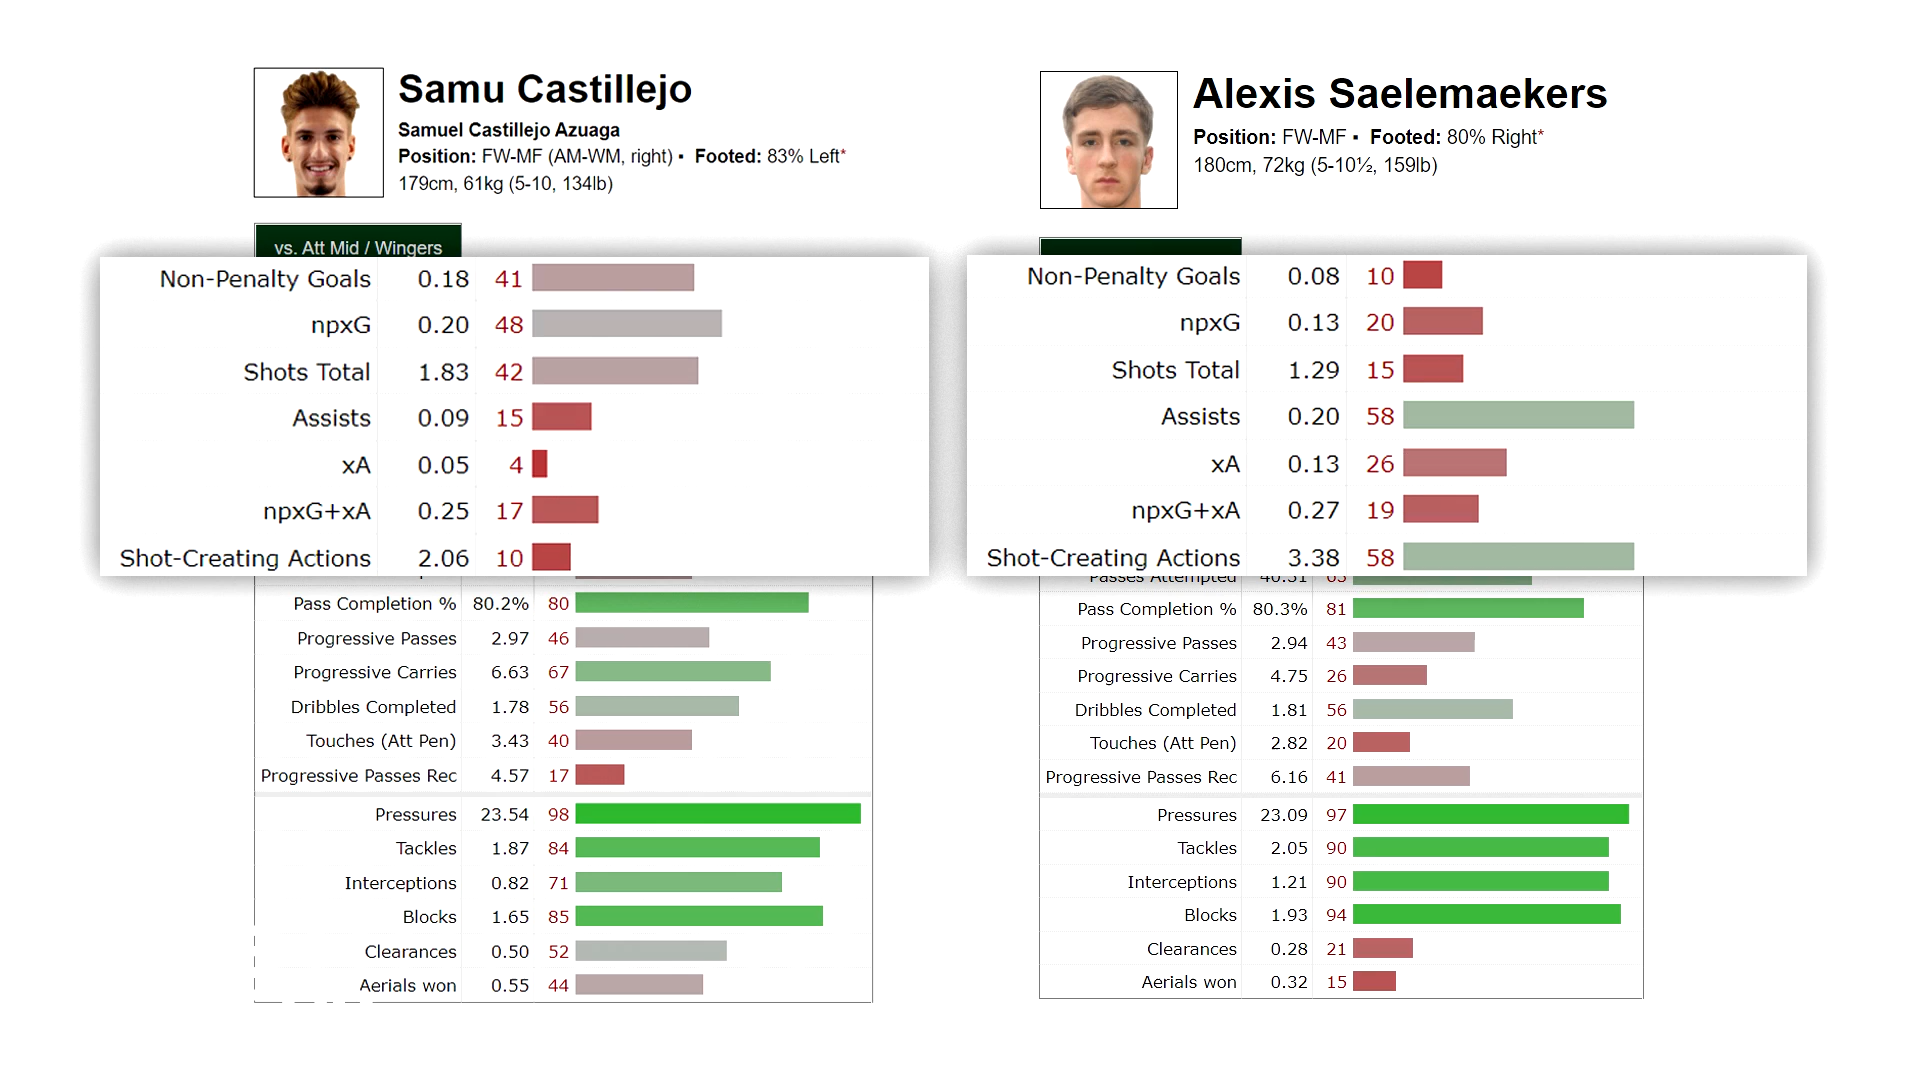 Samu Castillejo
Samuel Castillejo Azuaga
Position: FW-MF (AM-WM, right) ▪ Footed: 83% Left*
179cm, 61kg (5-10, 134lb)
vs. Att Mid / Wingers
Non-Penalty Goals 0.18 41
npxG 0.20 48
Shots Total 1.83 42
Assists 0.09 15
xA 0.05 4
npxG+xA 0.25 17
Shot-Creating Actions 2.06 10
Pass Completion % 80.2% 80
Progressive Passes 2.97 46
Progressive Carries 6.63 67
Dribbles Completed 1.78 56
Touches (Att Pen) 3.43 40
Progressive Passes Rec 4.57 17
Pressures 23.54 98
Tackles 1.87 84
Interceptions 0.82 71
Blocks 1.65 85
Clearances 0.50 52
Aerials won 0.55 44
Alexis Saelemaekers
Position: FW-MF ▪ Footed: 80% Right*
180cm, 72kg (5-10½, 159lb)
Non-Penalty Goals 0.08 10
npxG 0.13 20
Shots Total 1.29 15
Assists 0.20 58
xA 0.13 26
npxG+xA 0.27 19
Shot-Creating Actions 3.38 58
Passes Attempted
Pass Completion % 80.3% 81
Progressive Passes 2.94 43
Progressive Carries 4.75 26
Dribbles Completed 1.81 56
Touches (Att Pen) 2.82 20
Progressive Passes Rec 6.16 41
Pressures 23.09 97
Tackles 2.05 90
Interceptions 1.21 90
Blocks 1.93 94
Clearances 0.28 21
Aerials won 0.32 15